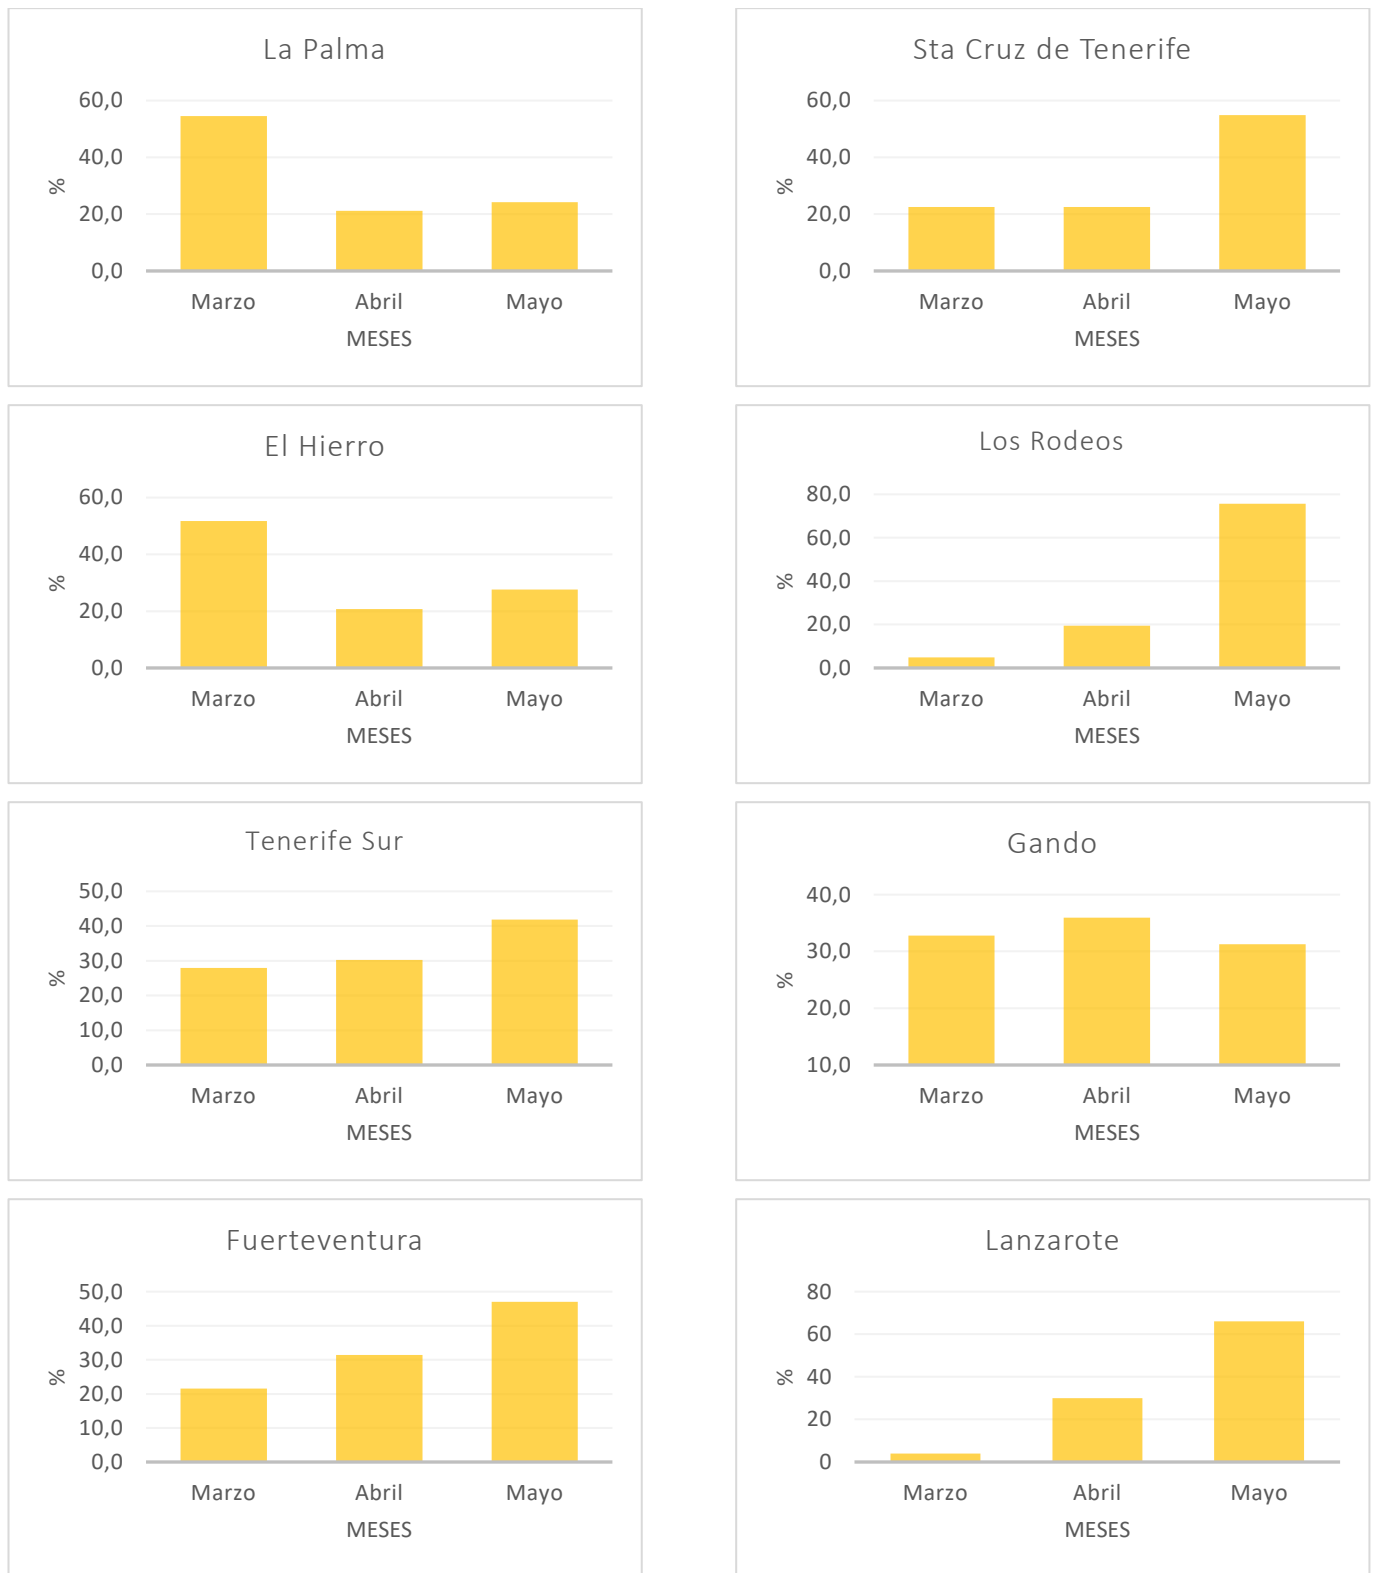 La Palma
60,0
40,0
20,0
0,0
%
Marzo Abril Mayo
MESES
Sta Cruz de Tenerife
60,0
40,0
20,0
0,0
%
Marzo Abril Mayo
MESES
El Hierro
60,0
40,0
20,0
0,0
%
Marzo Abril Mayo
MESES
Los Rodeos
80,0
60,0
40,0
20,0
0,0
%
Marzo Abril Mayo
MESES
Tenerife Sur
50,0
40,0
30,0
20,0
10,0
0,0
%
Marzo Abril Mayo
MESES
Gando
40,0
30,0
20,0
10,0
%
Marzo Abril Mayo
MESES
Fuerteventura
50,0
40,0
30,0
20,0
10,0
0,0
%
Marzo Abril Mayo
MESES
Lanzarote
80
60
40
20
0
%
Marzo Abril Mayo
MESES